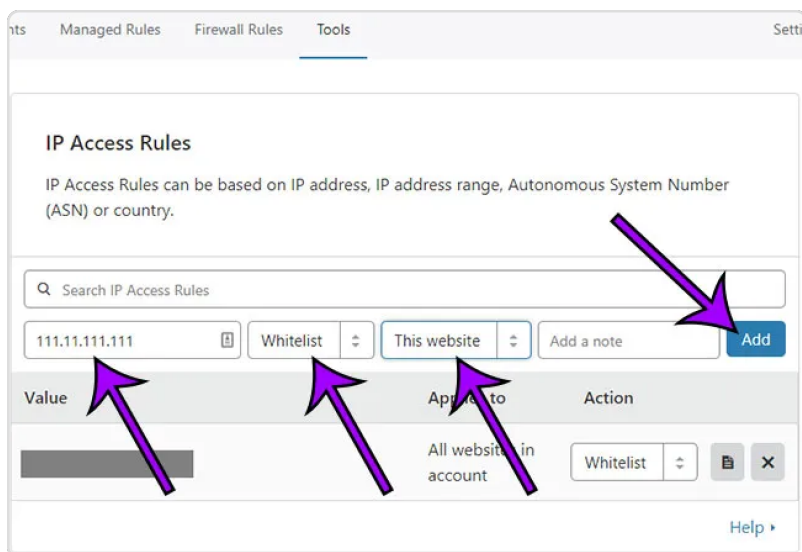 nts Managed Rules Firewall Rules Tools Setti
IP Access Rules
IP Access Rules can be based on IP address, IP address range, Autonomous System Number
(ASN) or country.
Search IP Access Rules
111.11.111.111 Whitelist This website Add a note Add
Value Applies to Action
All websites in
account
Whitelist
Help